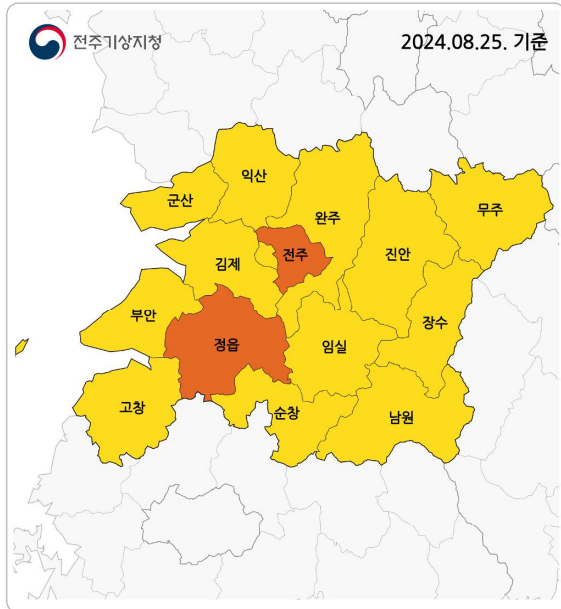 전주기상지청
2024.08.25. 기준
익산
군산
완주
무주
전주
진안
김제
부안
장수
정읍
임실
고창
순창
남원